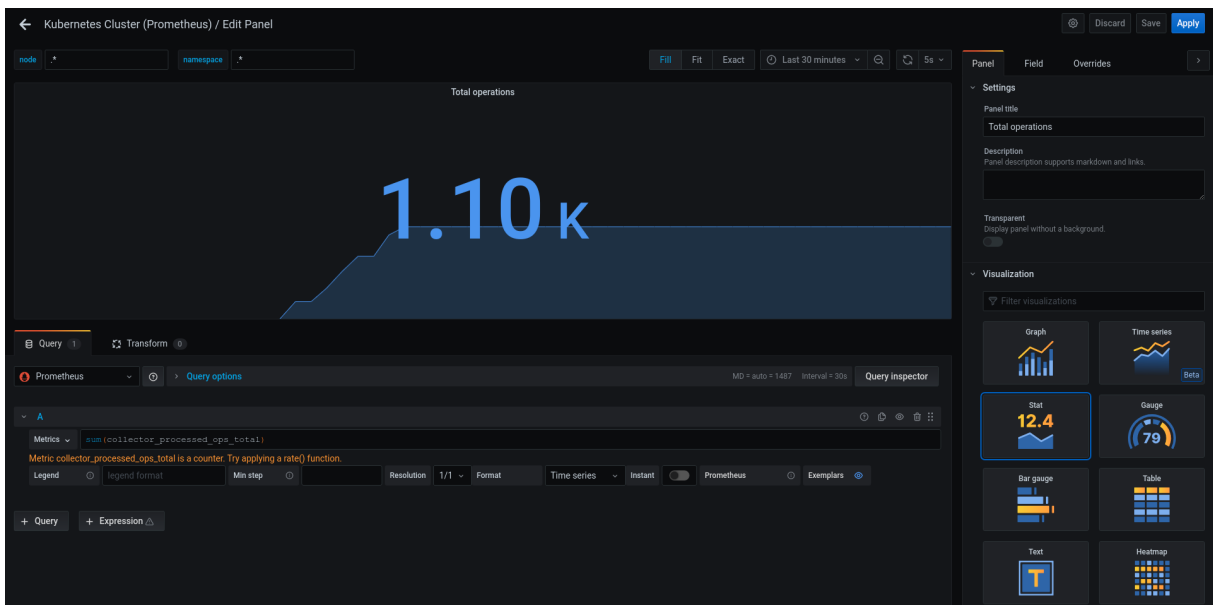 Kubernetes Cluster (Prometheus) / Edit Panel
Discard Save Apply
node .* namespace .*
Fill Fit Exact Last 30 minutes 5s
Total operations
1.10 K
Query 1 Transform 0
Prometheus Query options MD = auto = 1487 Interval = 30s Query inspector
A
Metrics sum(collector_processed_ops_total)
Metric collector_processed_ops_total is a counter. Try applying a rate() function.
Legend legend format Min step Resolution 1/1 Format Time series Instant Prometheus Exemplars
+ Query + Expression
Panel Field Overrides
Settings
Panel title
Total operations
Description
Panel description supports markdown and links.
Transparent
Display panel without a background.
Visualization
Filter visualizations
Graph Time series
Beta
Stat Gauge
12.4 79
Bar gauge Table
Text Heatmap
T